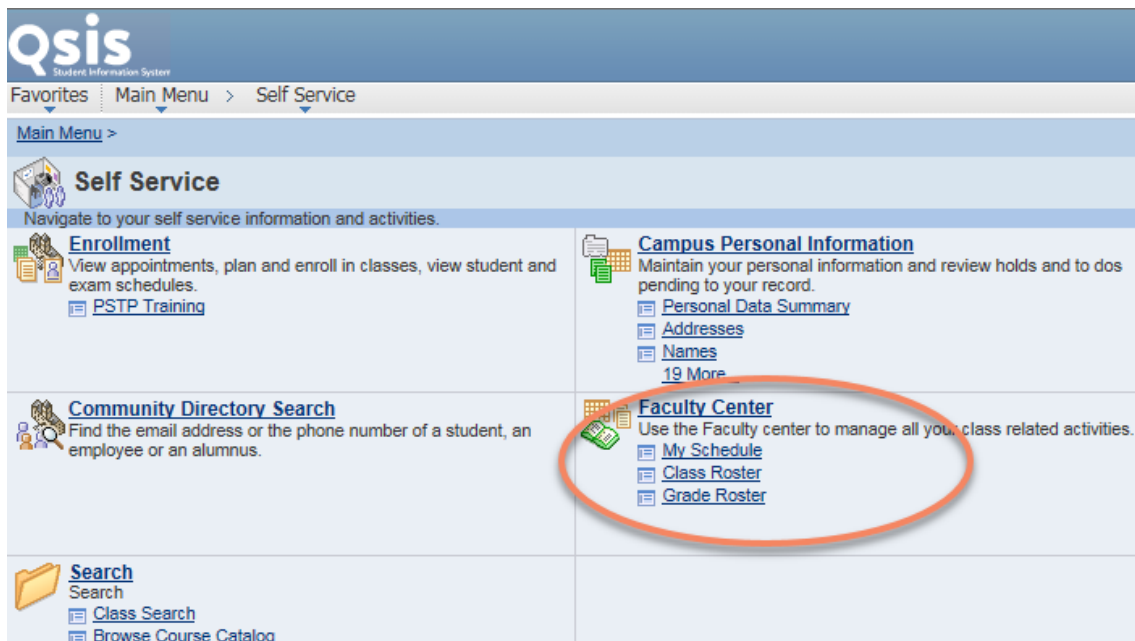 Qsis
Student Information System
Favorites Main Menu > Self Service
Main Menu >
Self Service
Navigate to your self service information and activities.
Enrollment
View appointments, plan and enroll in classes, view student and
exam schedules.
PSTP Training
Campus Personal Information
Maintain your personal information and review holds and to dos
pending to your record.
Personal Data Summary
Addresses
Names
19 More...
Community Directory Search
Find the email address or the phone number of a student, an
employee or an alumnus.
Faculty Center
Use the Faculty center to manage all your class related activities.
My Schedule
Class Roster
Grade Roster
Search
Search
Class Search
Browse Course Catalog